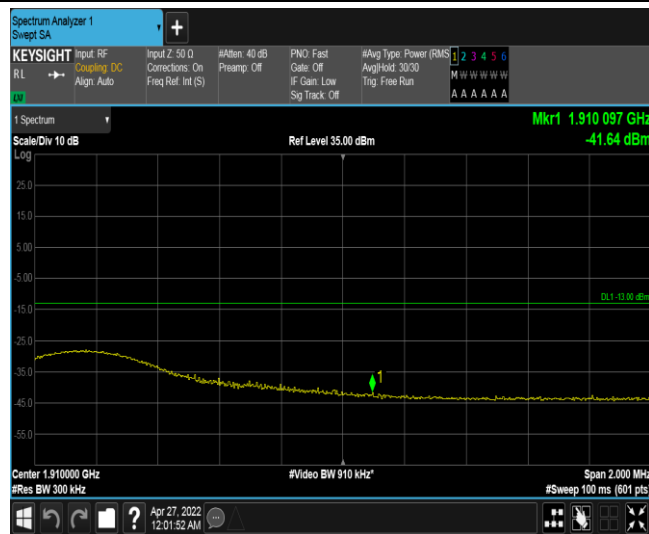 Spectrum Analyzer 1
Swept SA
+
KEYSIGHT
RL
Input: RF
Coupling: DC
Align: Auto
Input Z: 50 Ω
Corrections: On
Freq Ref: Int (S)
#Atten: 40 dB
Preamp: Off
PNO: Fast
Gate: Off
IF Gain: Low
Sig Track: Off
#Avg Type: Power (RMS
Avg|Hold: 30/30
Trig: Free Run
1 2 3 4 5 6
M W W W W W
A A A A A A
1 Spectrum
Scale/Div 10 dB
Ref Level 35.00 dBm
Mkr1 1.910 097 GHz
-41.64 dBm
Log
25.0
15.0
5.00
-5.00
DL1 -13.00 dBm
-15.0
-25.0
-35.0
1
-45.0
-55.0
Center 1.910000 GHz
#Video BW 910 kHz*
Span 2.000 MHz
#Res BW 300 kHz
#Sweep 100 ms (601 pts)
?
Apr 27, 2022
12:01:52 AM